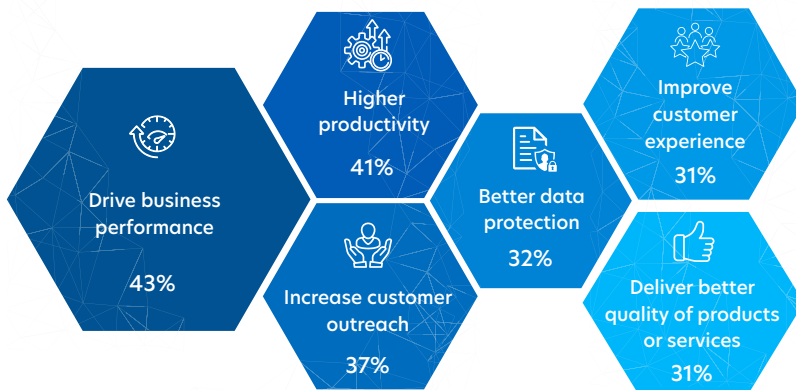 Drive business
performance
43%
Higher
productivity
41%
Increase customer
outreach
37%
Better data
protection
32%
Improve
customer
experience
31%
Deliver better
quality of products
or services
31%